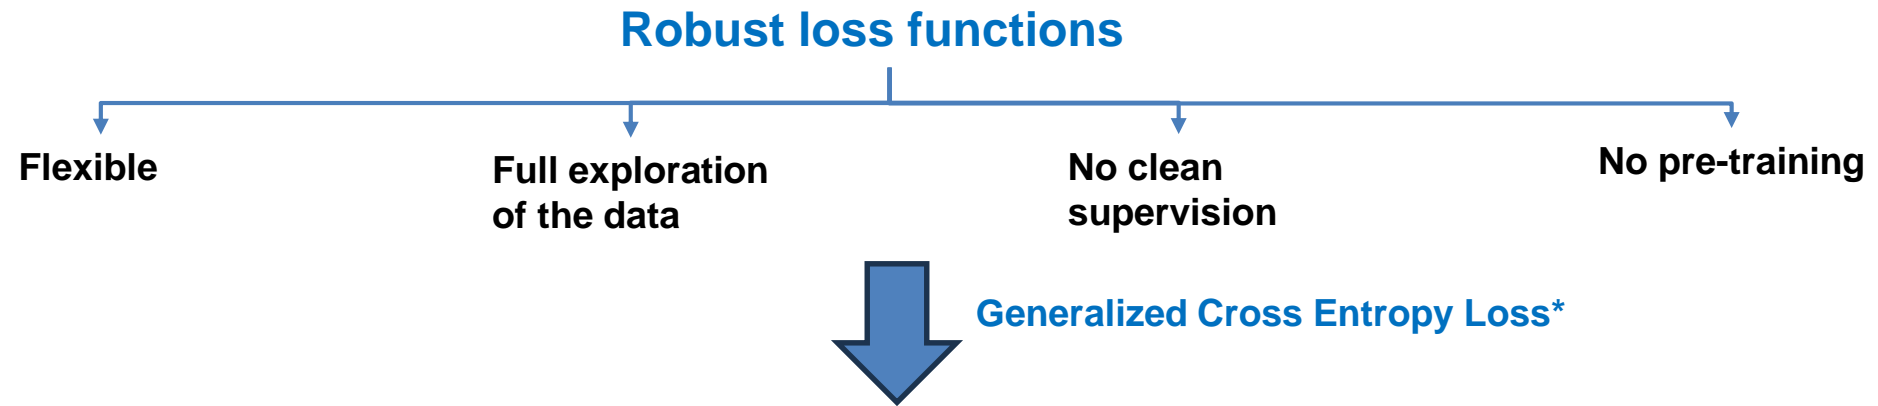 Robust loss functions
Flexible
Full exploration
of the data
No clean
supervision
No pre-training
Generalized Cross Entropy Loss*